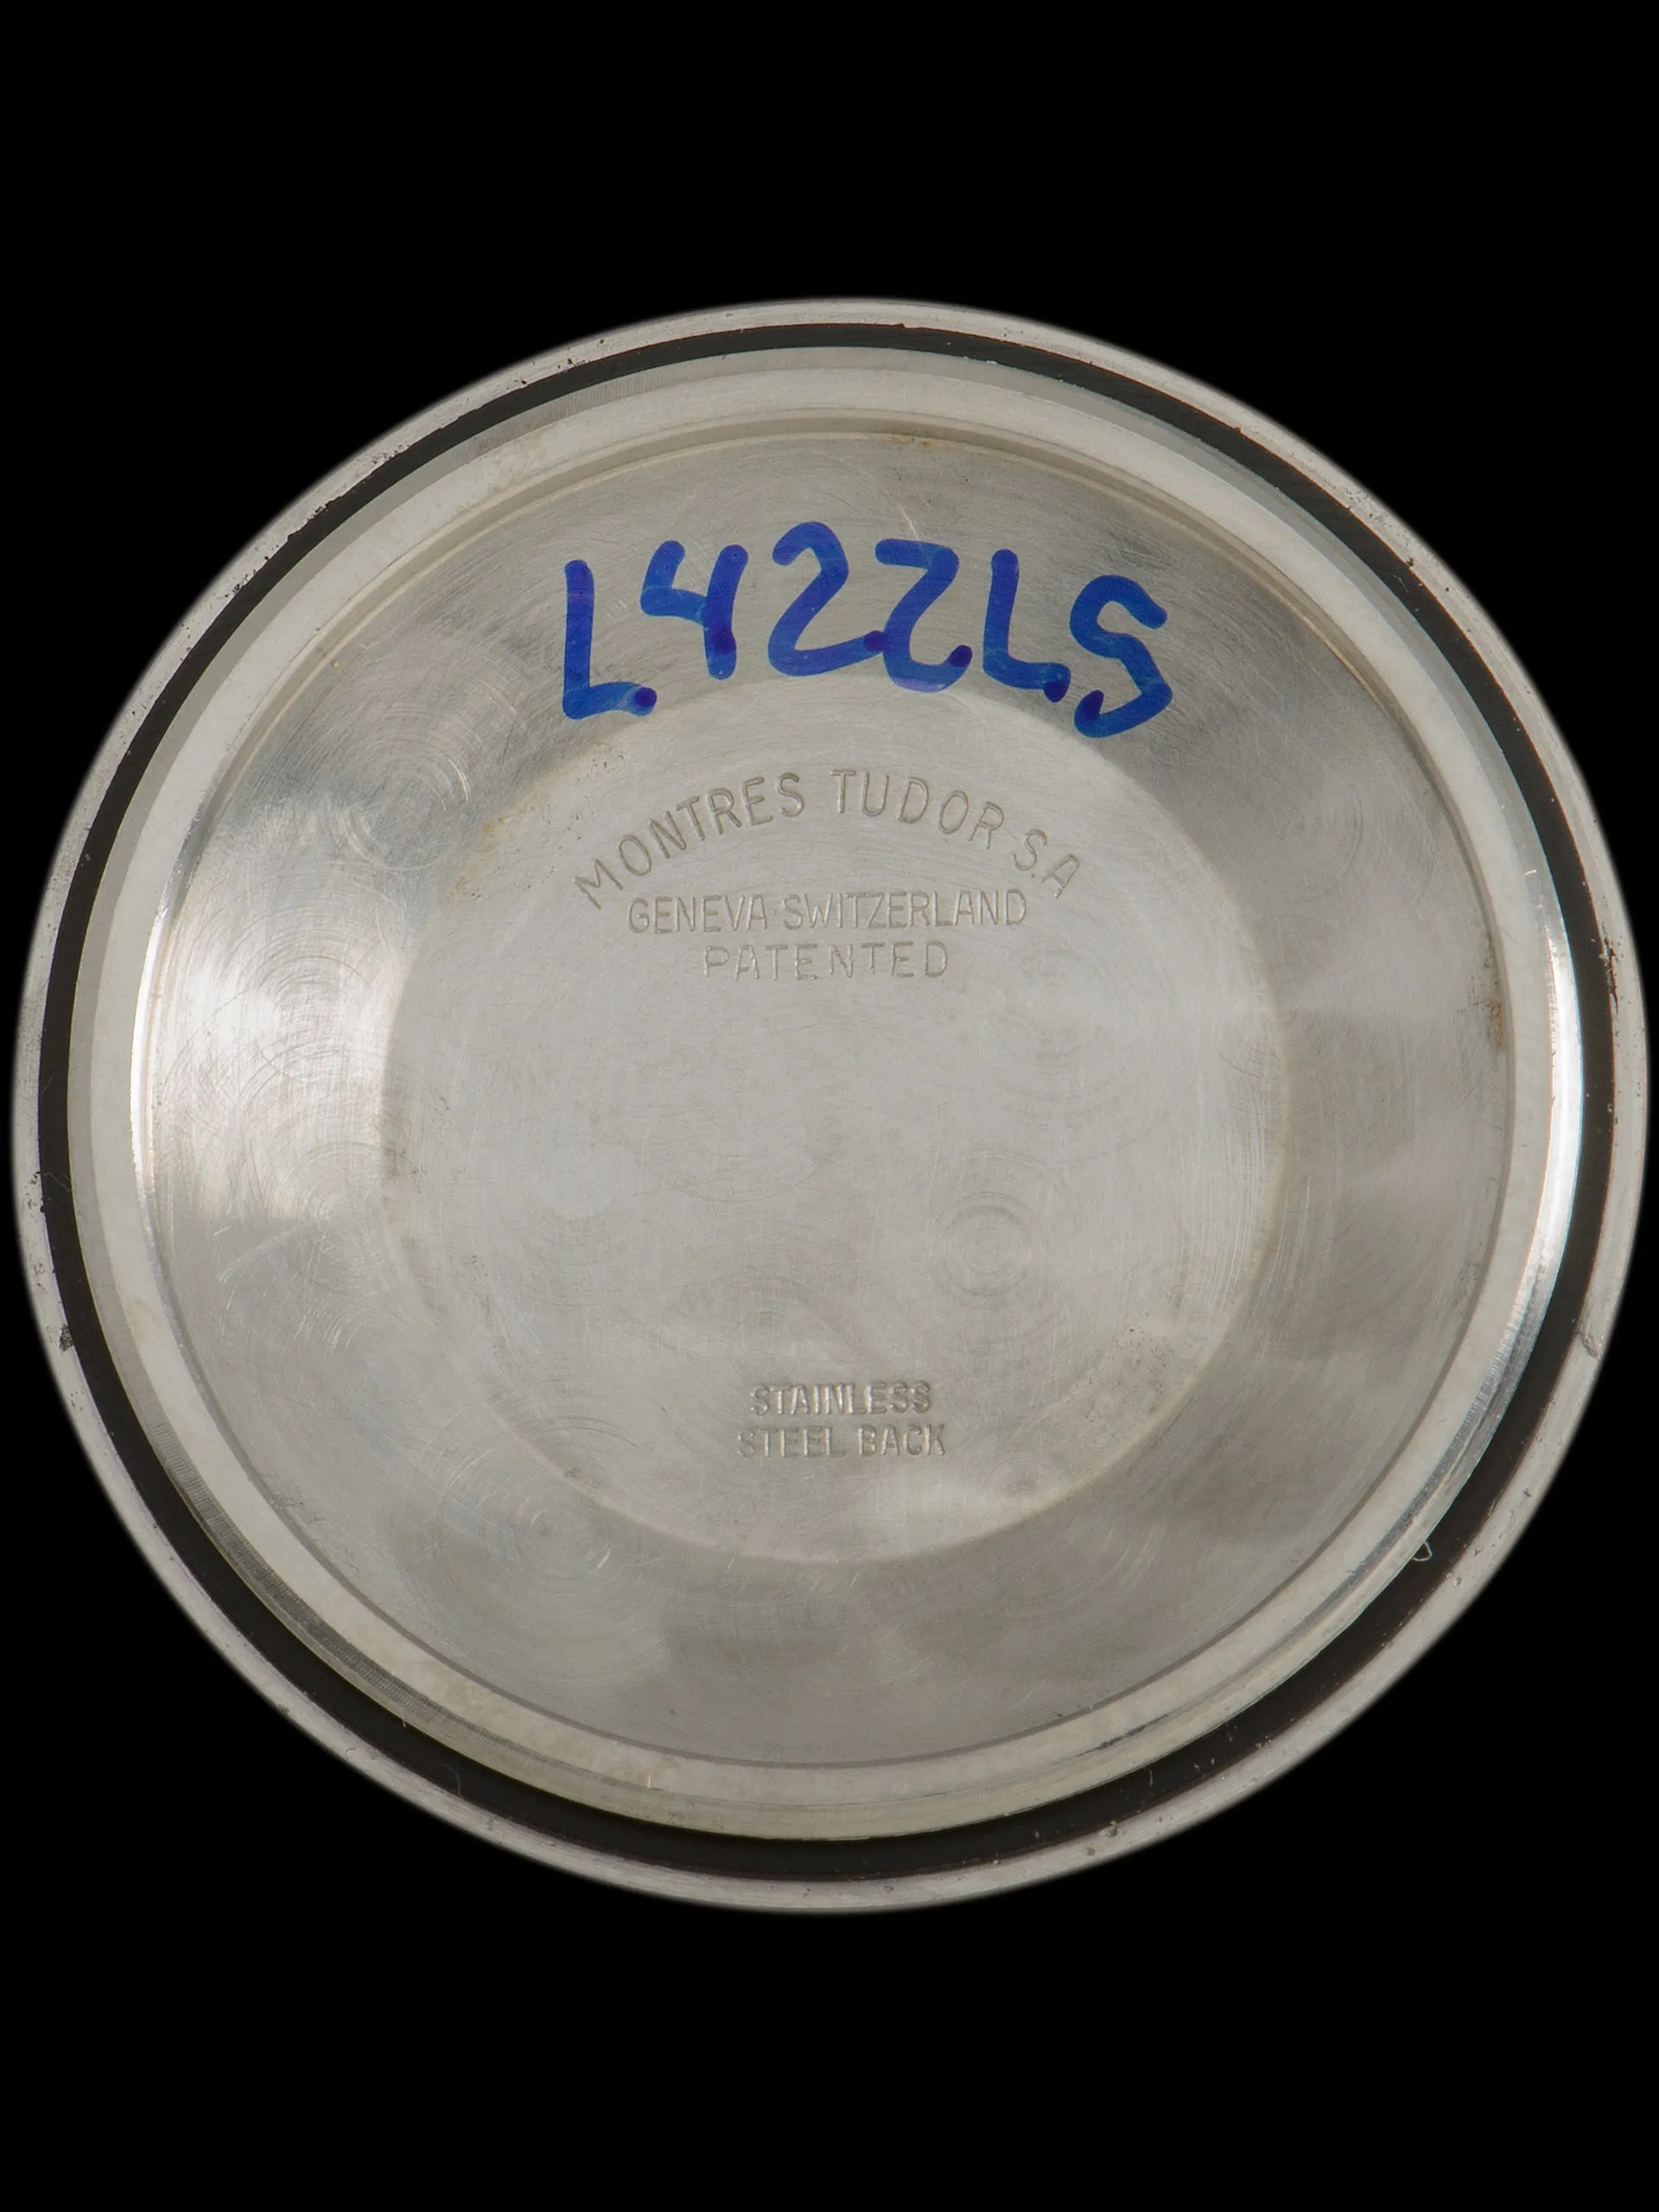 L422LS
MONTRES TUDOR S.A
GENEVA·SWITZERLAND
PATENTED
STAINLESS
STEEL BACK